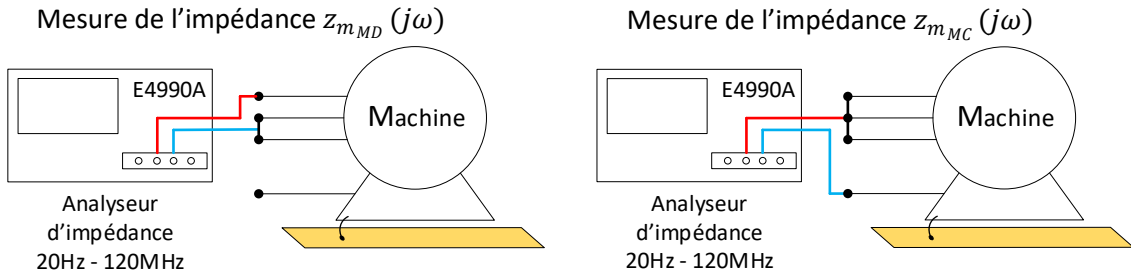 Mesure de l'impédance z_{m_{MD}} (jω)
E4990A
Machine
Analyseur
d'impédance
20Hz - 120MHz
Mesure de l'impédance z_{m_{MC}} (jω)
E4990A
Machine
Analyseur
d'impédance
20Hz - 120MHz